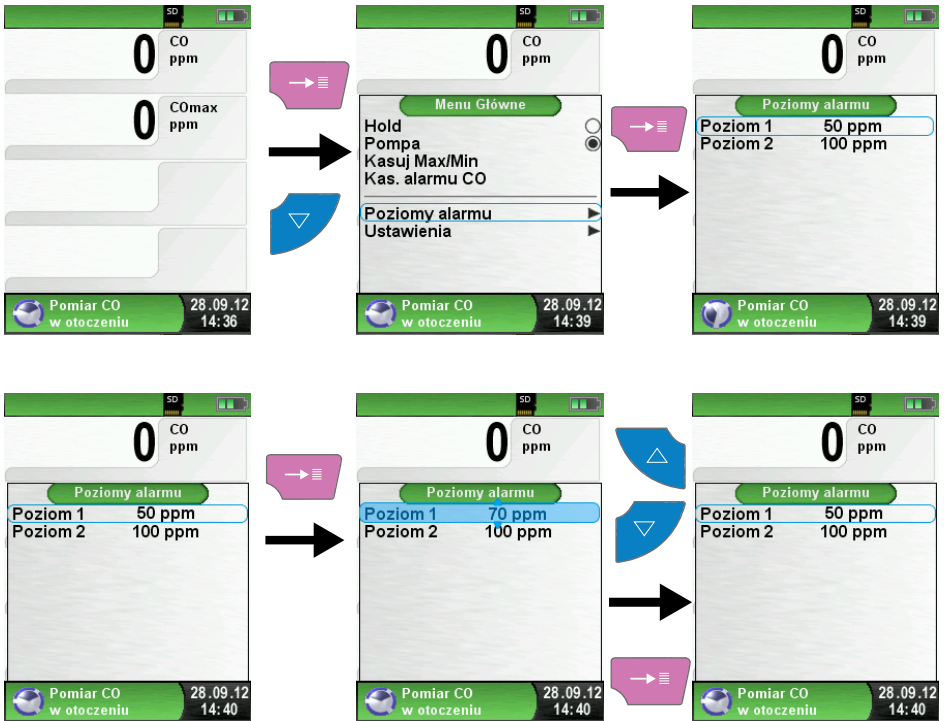 SD
0 CO
ppm
0 COmax
ppm
Pomiar CO
w otoczeniu
28.09.12
14:36
SD
0 CO
ppm
Menu Główne
Hold
Pompa
Kasuj Max/Min
Kas. alarmu CO
Poziomy alarmu
Ustawienia
Pomiar CO
w otoczeniu
28.09.12
14:39
SD
0 CO
ppm
Poziomy alarmu
Poziom 1 50 ppm
Poziom 2 100 ppm
Pomiar CO
w otoczeniu
28.09.12
14:39
SD
0 CO
ppm
Poziomy alarmu
Poziom 1 50 ppm
Poziom 2 100 ppm
Pomiar CO
w otoczeniu
28.09.12
14:40
SD
0 CO
ppm
Poziomy alarmu
Poziom 1 70 ppm
Poziom 2 100 ppm
Pomiar CO
w otoczeniu
28.09.12
14:40
SD
0 CO
ppm
Poziomy alarmu
Poziom 1 50 ppm
Poziom 2 100 ppm
Pomiar CO
w otoczeniu
28.09.12
14:40